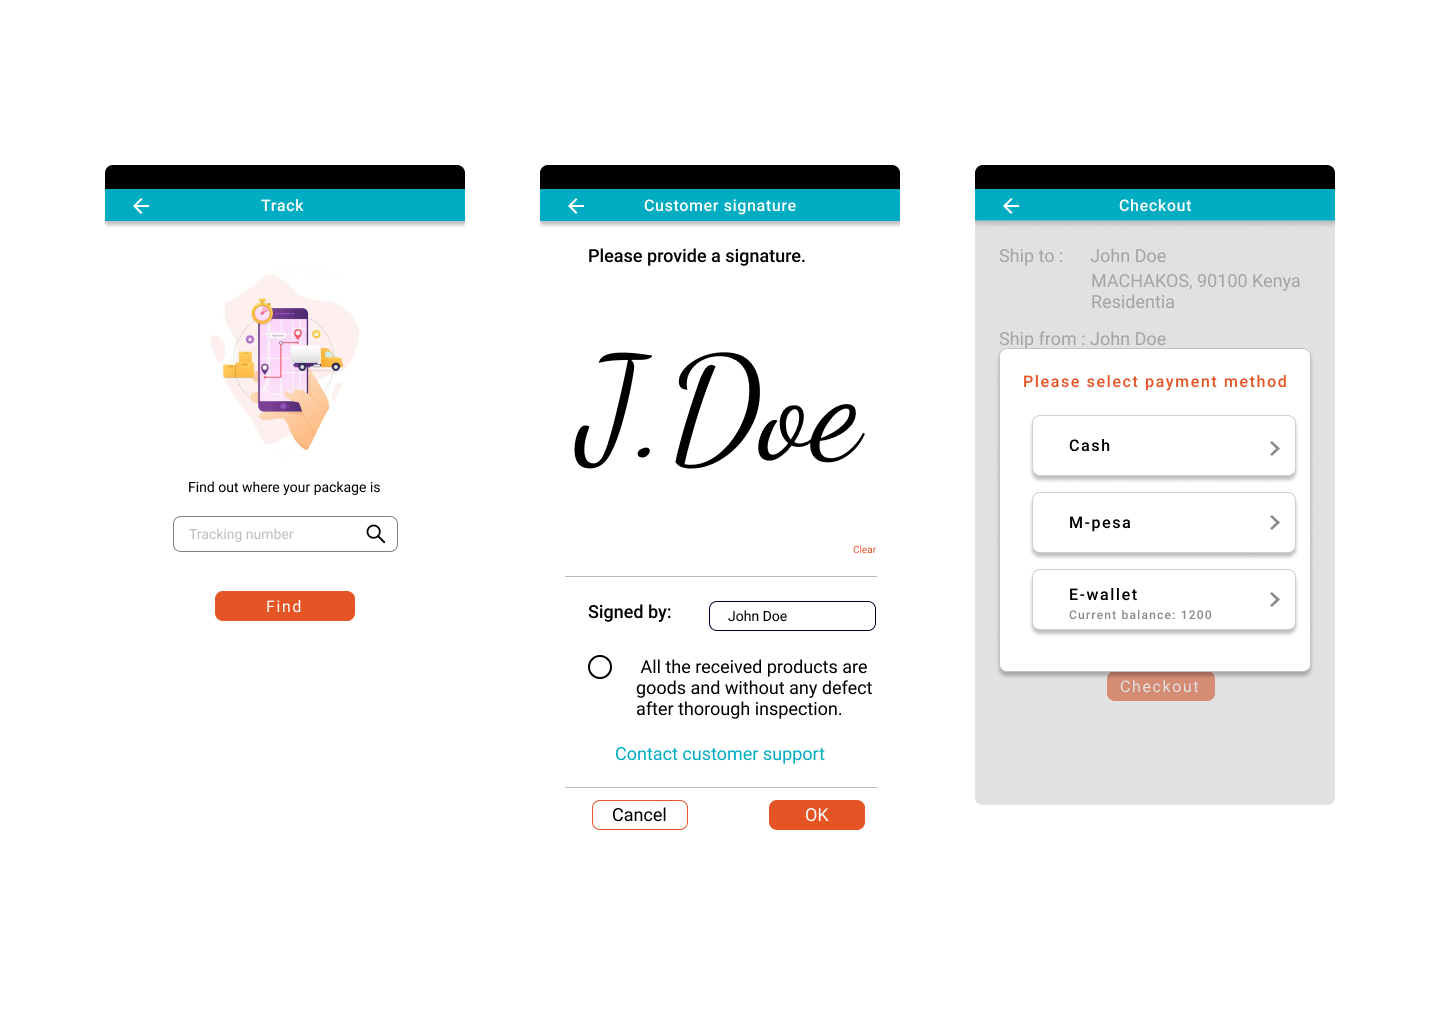 Track
Find out where your package is
Tracking number
Find
Customer signature
Please provide a signature.
J. Doe
Clear
Signed by:
John Doe
All the received products are
goods and without any defect
after thorough inspection.
Contact customer support
Cancel
OK
Checkout
Ship to : John Doe
MACHAKOS, 90100 Kenya
Residentia
Ship from : John Doe
Please select payment method
Cash
M-pesa
E-wallet
Current balance: 1200
Checkout